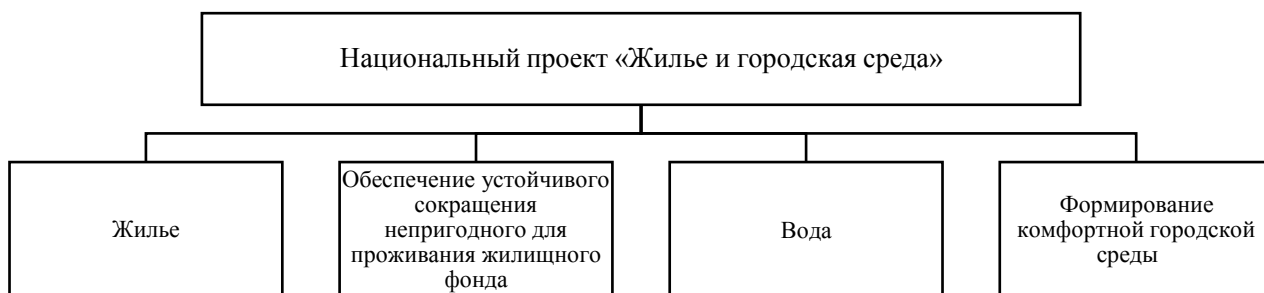 Национальный проект «Жилье и городская среда»
Жилье
Обеспечение устойчивого
сокращения
непригодного для
проживания жилищного
фонда
Вода
Формирование
комфортной городской
среды